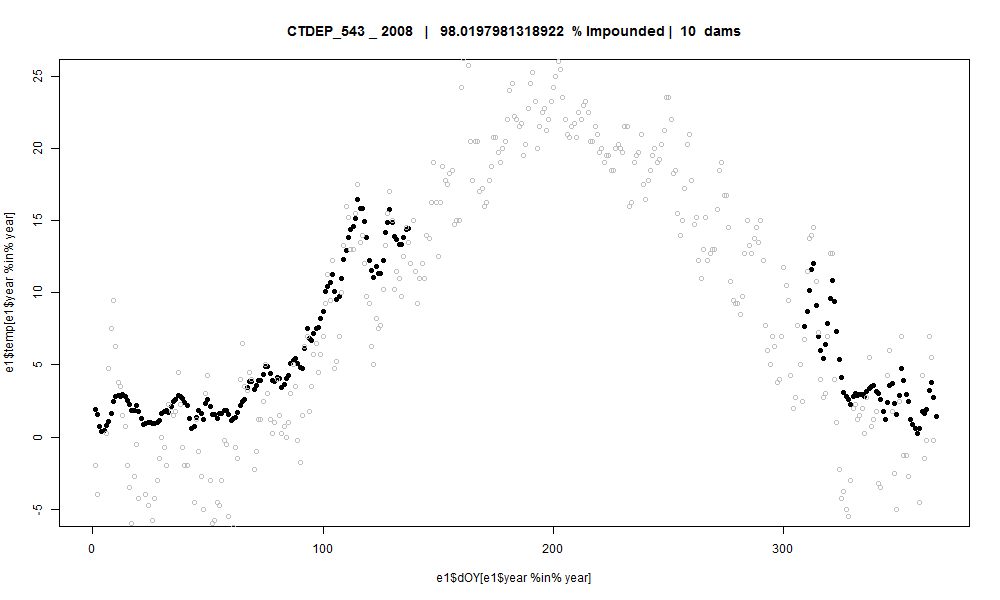 CTDEP_543 _ 2008 | 98.0197981318922 % Impounded | 10 dams
e1$temp[e1$year %in% year]
25
20
15
10
5
0
-5
0 100 200 300
e1$dOY[e1$year %in% year]